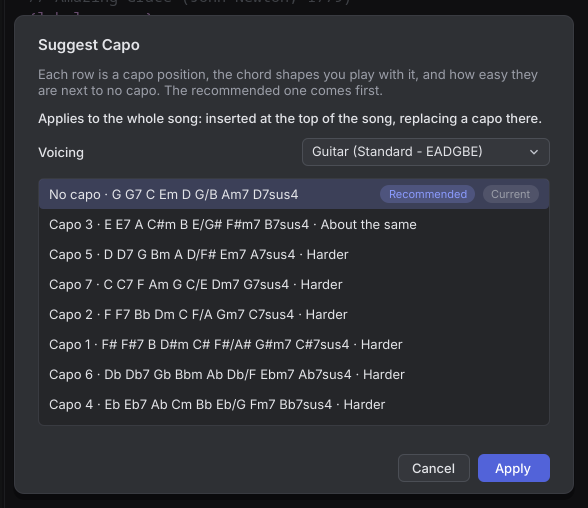 Suggest Capo
Each row is a capo position, the chord shapes you play with it, and how easy they
are next to no capo. The recommended one comes first.
Applies to the whole song: inserted at the top of the song, replacing a capo there.
Voicing
Guitar (Standard - EADGBE)
No capo · G G7 C Em D G/B Am7 D7sus4
Recommended
Current
Capo 3 · E E7 A C#m B E/G# F#m7 B7sus4 · About the same
Capo 5 · D D7 G Bm A D/F# Em7 A7sus4 · Harder
Capo 7 · C C7 F Am G C/E Dm7 G7sus4 · Harder
Capo 2 · F F7 Bb Dm C F/A Gm7 C7sus4 · Harder
Capo 1 · F# F#7 B D#m C# F#/A# G#m7 C#7sus4 · Harder
Capo 6 · Db Db7 Gb Bbm Ab Db/F Ebm7 Ab7sus4 · Harder
Capo 4 · Eb Eb7 Ab Cm Bb Eb/G Fm7 Bb7sus4 · Harder
Cancel
Apply